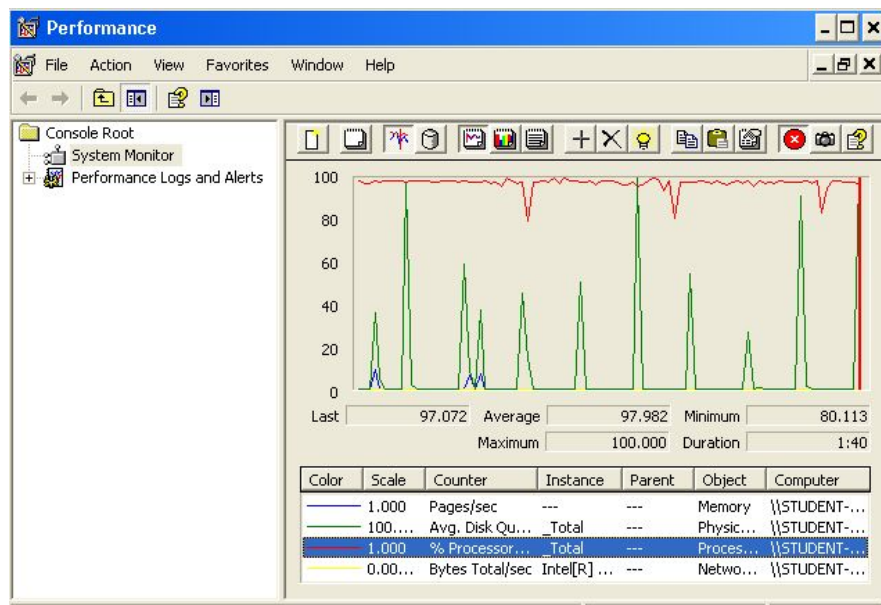 Performance
File Action View Favorites Window Help
Console Root
System Monitor
Performance Logs and Alerts
100
80
60
40
20
0
Last 97.072 Average 97.982 Minimum 80.113
Maximum 100.000 Duration 1:40
Color Scale Counter Instance Parent Object Computer
1.000 Pages/sec --- --- Memory \\STUDENT-...
100.... Avg. Disk Qu... _Total --- Physic... \\STUDENT-...
1.000 % Processor... _Total --- Proces... \\STUDENT-...
0.00... Bytes Total/sec Intel[R] ... --- Netwo... \\STUDENT-...